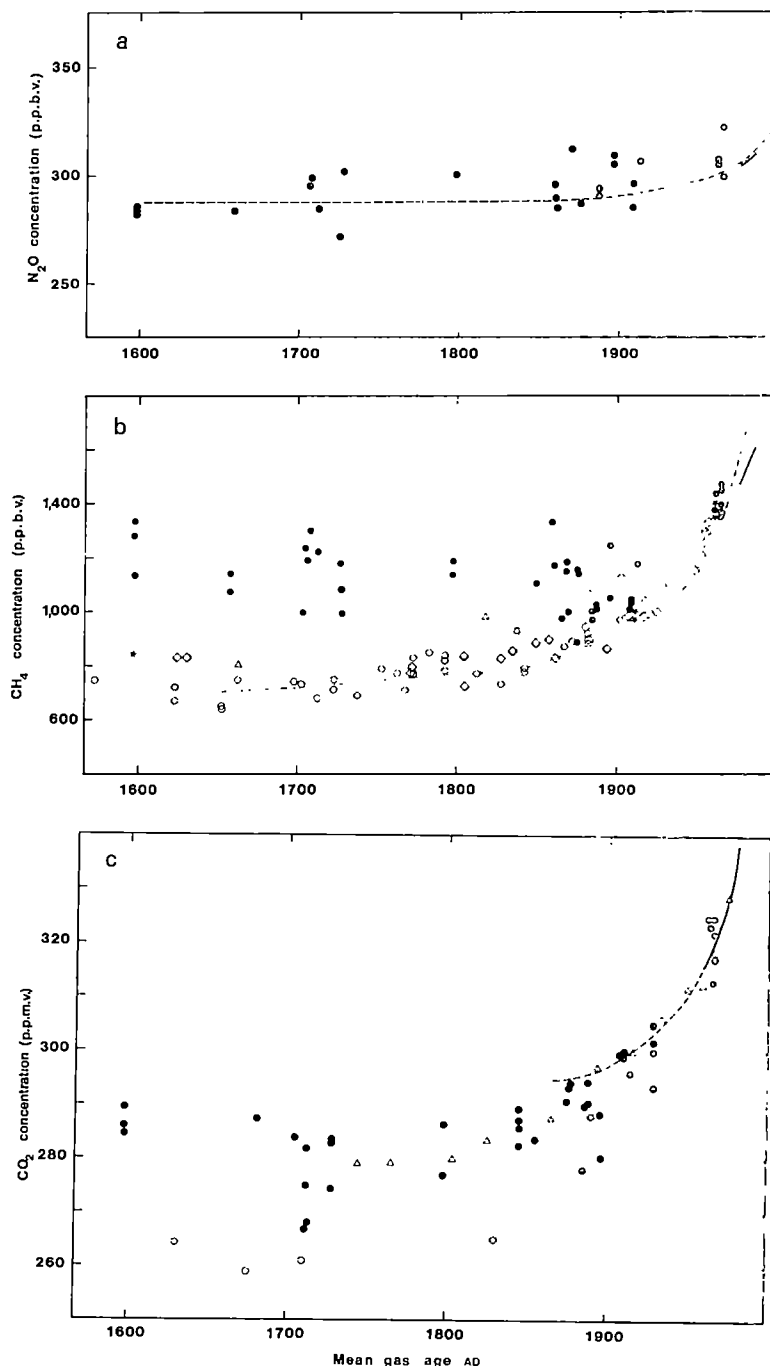 a
350
300
250
N₂O concentration (p.p.b.v.)
1600 1700 1800 1900
b
1,400
1,000
600
CH₄ concentration (p.p.b.v.)
1600 1700 1800 1900
c
320
300
280
260
CO₂ concentration (p.p.m.v.)
1600 1700 1800 1900
Mean gas age AD